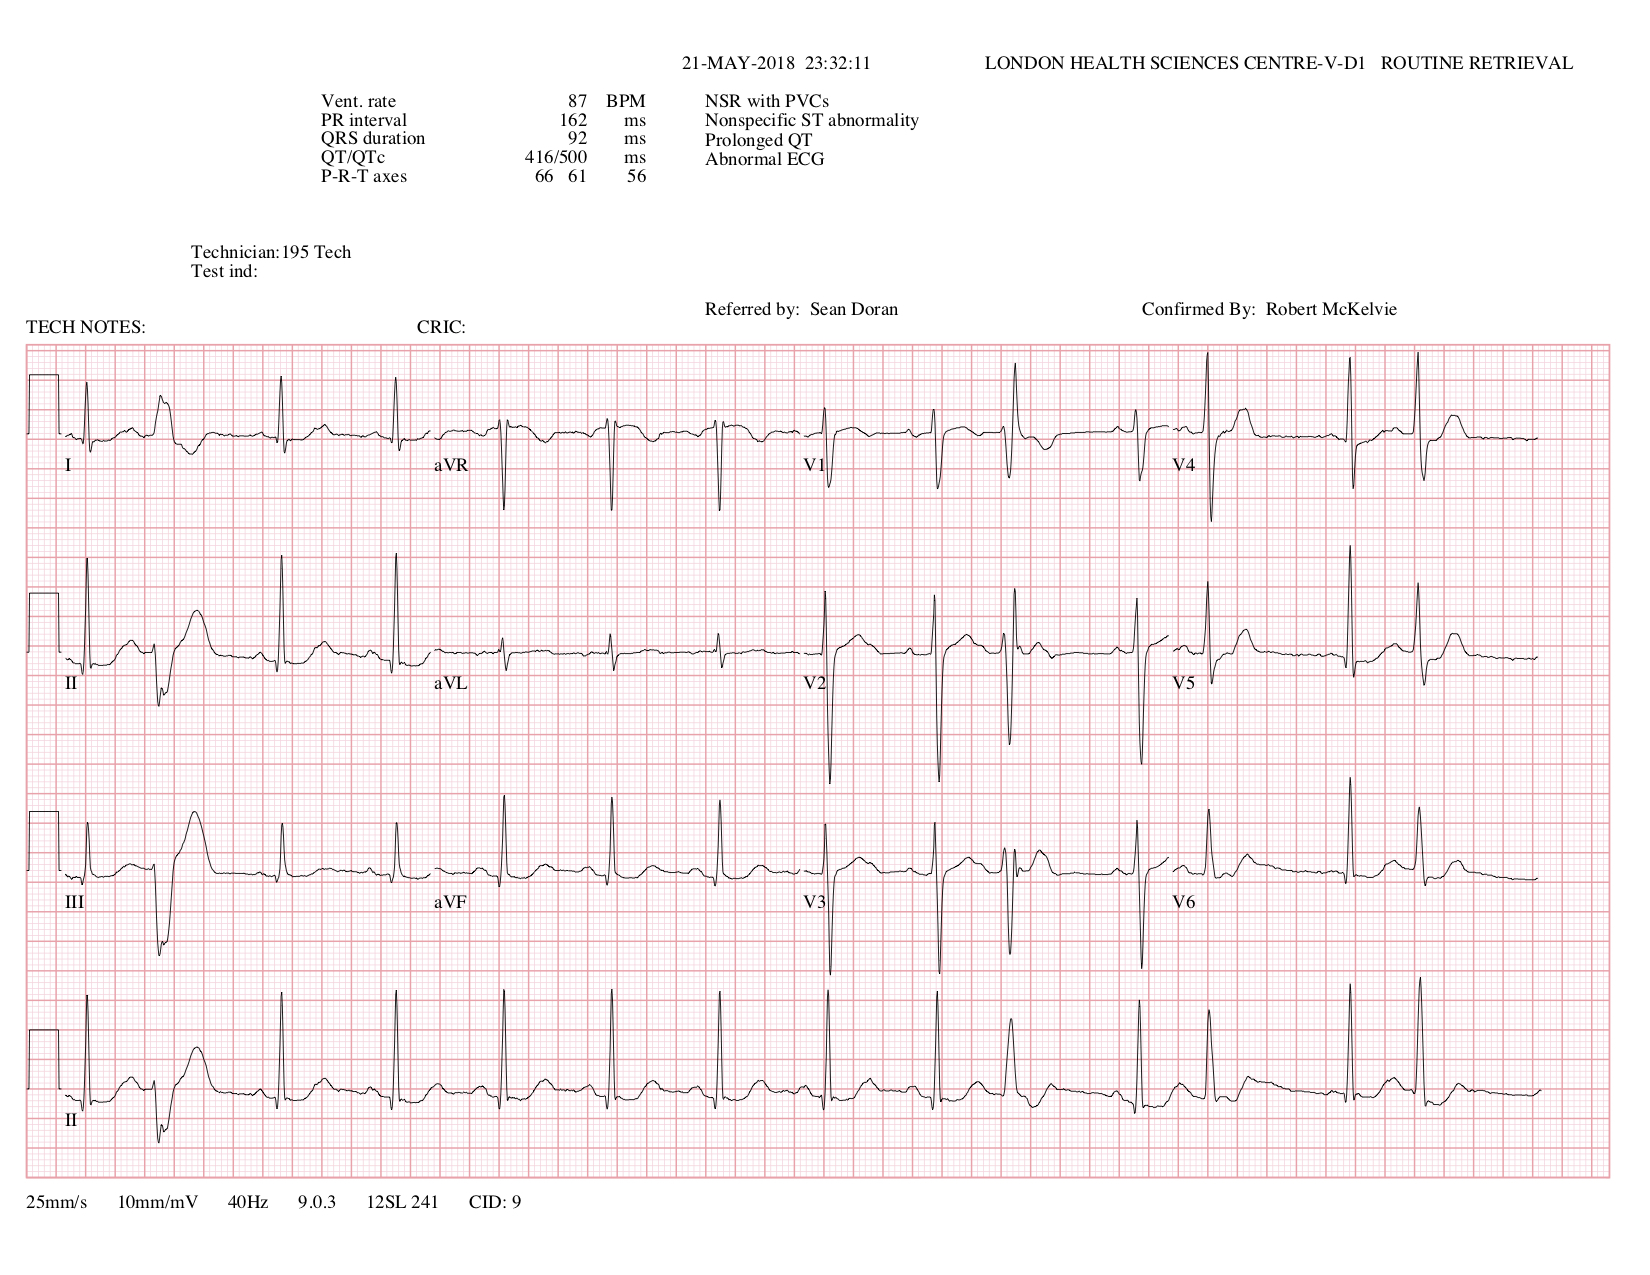 21-MAY-2018 23:32:11 LONDON HEALTH SCIENCES CENTRE-V-D1 ROUTINE RETRIEVAL
Vent. rate 87 BPM NSR with PVCs
PR interval 162 ms Nonspecific ST abnormality
QRS duration 92 ms Prolonged QT
QT/QTc 416/500 ms Abnormal ECG
P-R-T axes 66 61 56
Technician:195 Tech
Test ind:
Referred by: Sean Doran Confirmed By: Robert McKelvie
TECH NOTES: CRIC:
I aVR V1 V4
II aVL V2 V5
III aVF V3 V6
II
25mm/s 10mm/mV 40Hz 9.0.3 12SL 241 CID: 9